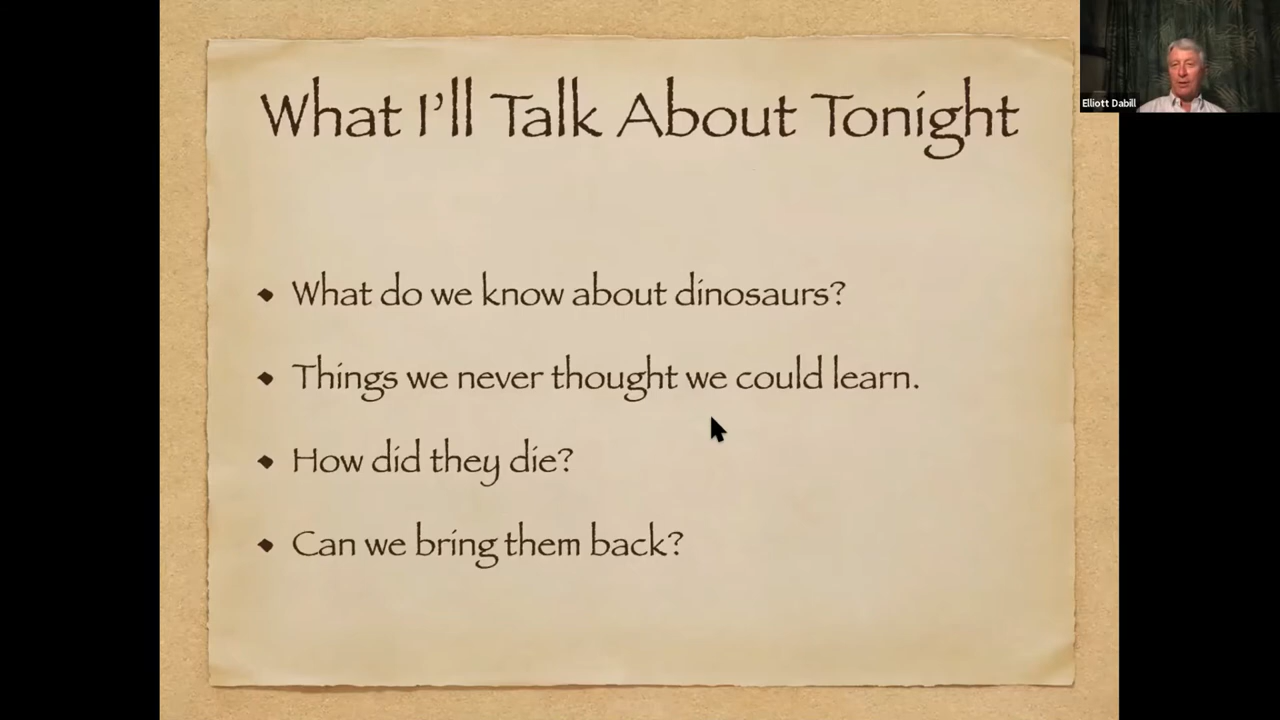 What I'll Talk About Tonight
Elliott Dabill
What do we know about dinosaurs?
Things we never thought we could learn.
How did they die?
Can we bring them back?